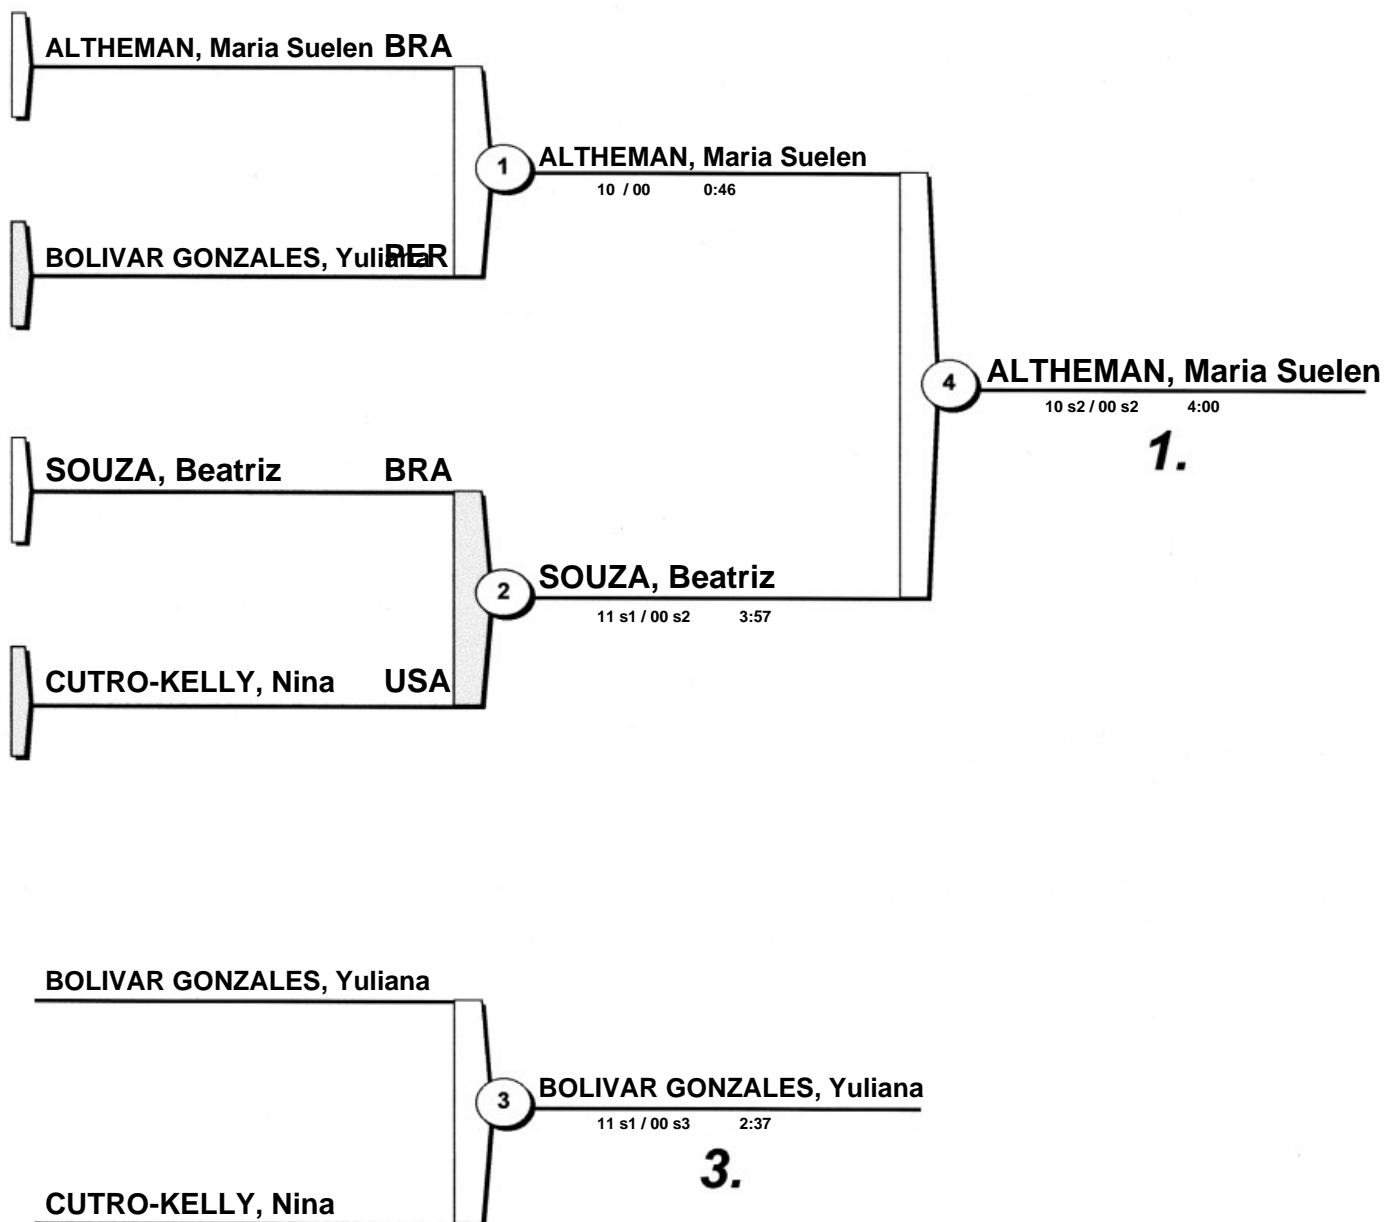 ALTHEMAN, Maria Suelen BRA
1 ALTHEMAN, Maria Suelen
10 / 00 0:46
BOLIVAR GONZALES, Yuliana PER
4 ALTHEMAN, Maria Suelen
10 s2 / 00 s2 4:00
1.
SOUZA, Beatriz BRA
2 SOUZA, Beatriz
11 s1 / 00 s2 3:57
CUTRO-KELLY, Nina USA
BOLIVAR GONZALES, Yuliana
3 BOLIVAR GONZALES, Yuliana
11 s1 / 00 s3 2:37
3.
CUTRO-KELLY, Nina